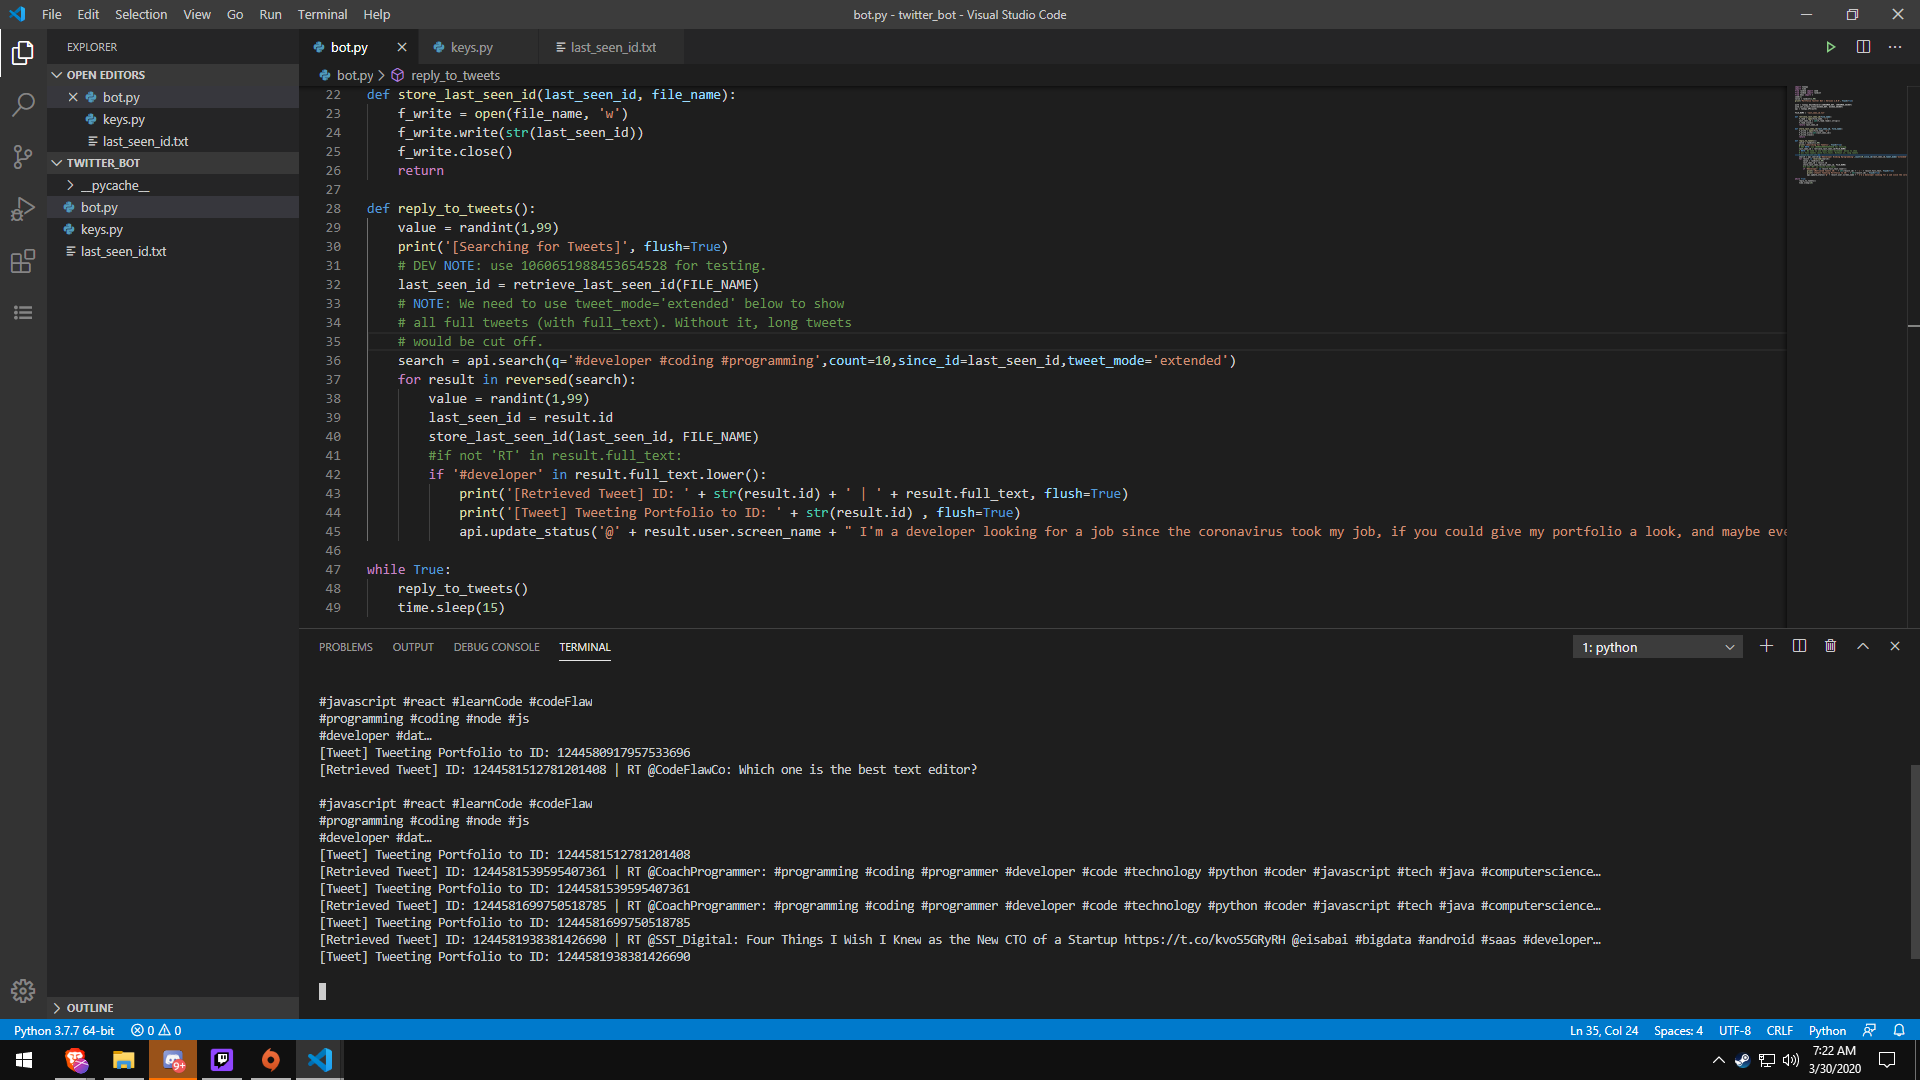 File Edit Selection View Go Run Terminal Help
bot.py - twitter_bot - Visual Studio Code
EXPLORER
OPEN EDITORS
bot.py
keys.py
last_seen_id.txt
TWITTER_BOT
__pycache__
bot.py
keys.py
last_seen_id.txt
OUTLINE
bot.py keys.py last_seen_id.txt
bot.py > reply_to_tweets
22 def store_last_seen_id(last_seen_id, file_name):
23 f_write = open(file_name, 'w')
24 f_write.write(str(last_seen_id))
25 f_write.close()
26 return
27
28 def reply_to_tweets():
29 value = randint(1,99)
30 print('[Searching for Tweets]', flush=True)
31 # DEV NOTE: use 1060651988453654528 for testing.
32 last_seen_id = retrieve_last_seen_id(FILE_NAME)
33 # NOTE: We need to use tweet_mode='extended' below to show
34 # all full tweets (with full_text). Without it, long tweets
35 # would be cut off.
36 search = api.search(q='#developer #coding #programming',count=10,since_id=last_seen_id,tweet_mode='extended')
37 for result in reversed(search):
38 value = randint(1,99)
39 last_seen_id = result.id
40 store_last_seen_id(last_seen_id, FILE_NAME)
41 #if not 'RT' in result.full_text:
42 if '#developer' in result.full_text.lower():
43 print('[Retrieved Tweet] ID: ' + str(result.id) + ' | ' + result.full_text, flush=True)
44 print('[Tweet] Tweeting Portfolio to ID: ' + str(result.id) , flush=True)
45 api.update_status('@' + result.user.screen_name + " I'm a developer looking for a job since the coronavirus took my job, if you could give my portfolio a look, and maybe eve
46
47 while True:
48 reply_to_tweets()
49 time.sleep(15)
PROBLEMS OUTPUT DEBUG CONSOLE TERMINAL
1: python
#javascript #react #learnCode #codeFlaw
#programming #coding #node #js
#developer #dat…
[Tweet] Tweeting Portfolio to ID: 1244580917957533696
[Retrieved Tweet] ID: 1244581512781201408 | RT @CodeFlawCo: Which one is the best text editor?
#javascript #react #learnCode #codeFlaw
#programming #coding #node #js
#developer #dat…
[Tweet] Tweeting Portfolio to ID: 1244581512781201408
[Retrieved Tweet] ID: 1244581539595407361 | RT @CoachProgrammer: #programming #coding #programmer #developer #code #technology #python #coder #javascript #tech #java #computerscience…
[Tweet] Tweeting Portfolio to ID: 1244581539595407361
[Retrieved Tweet] ID: 1244581699750518785 | RT @CoachProgrammer: #programming #coding #programmer #developer #code #technology #python #coder #javascript #tech #java #computerscience…
[Tweet] Tweeting Portfolio to ID: 1244581699750518785
[Retrieved Tweet] ID: 1244581938381426690 | RT @SST_Digital: Four Things I Wish I Knew as the New CTO of a Startup https://t.co/kvoS5GRyRH @eisabai #bigdata #android #saas #developer…
[Tweet] Tweeting Portfolio to ID: 1244581938381426690
Python 3.7.7 64-bit 0 0 Ln 35, Col 24 Spaces: 4 UTF-8 CRLF Python
9+
7:22 AM
3/30/2020